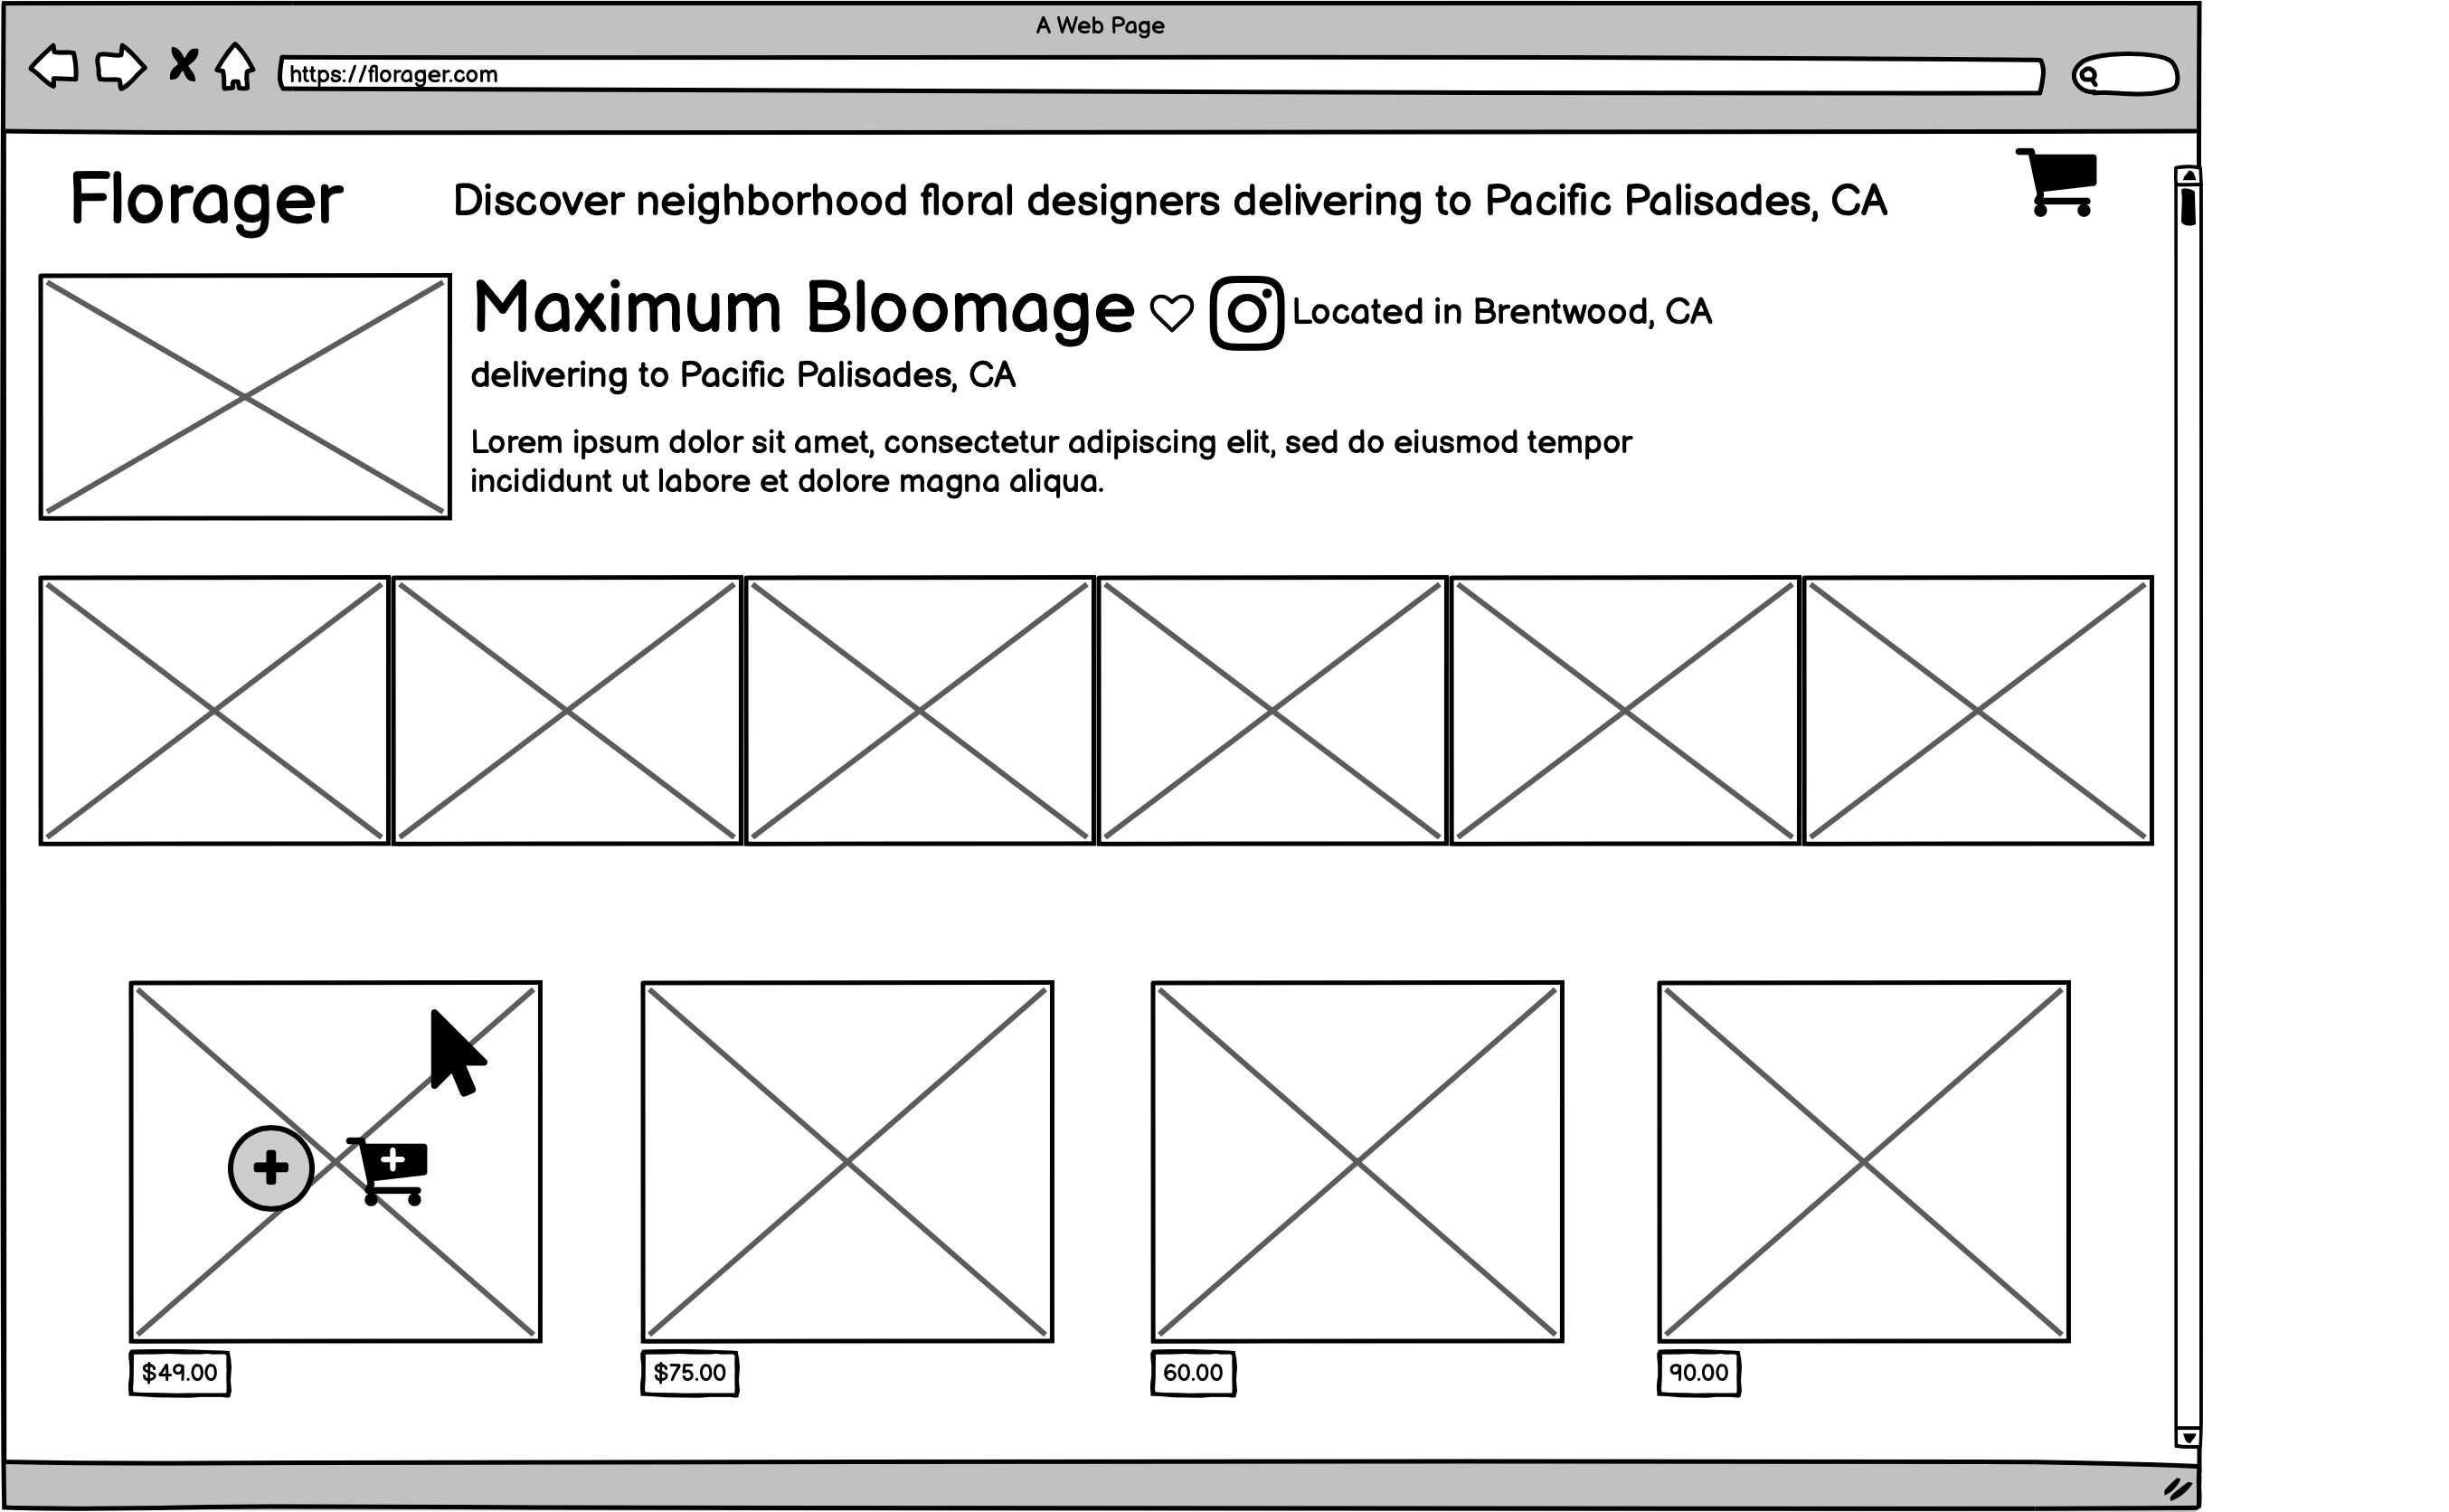 A Web Page
https://florager.com
Florager
Discover neighborhood floral designers delivering to Pacific Palisades, CA
Maximum Bloomage
Located in Brentwood, CA
delivering to Pacific Palisades, CA
Lorem ipsum dolor sit amet, consectetur adipiscing elit, sed do eiusmod tempor
incididunt ut labore et dolore magna aliqua.
$49.00
$75.00
60.00
90.00